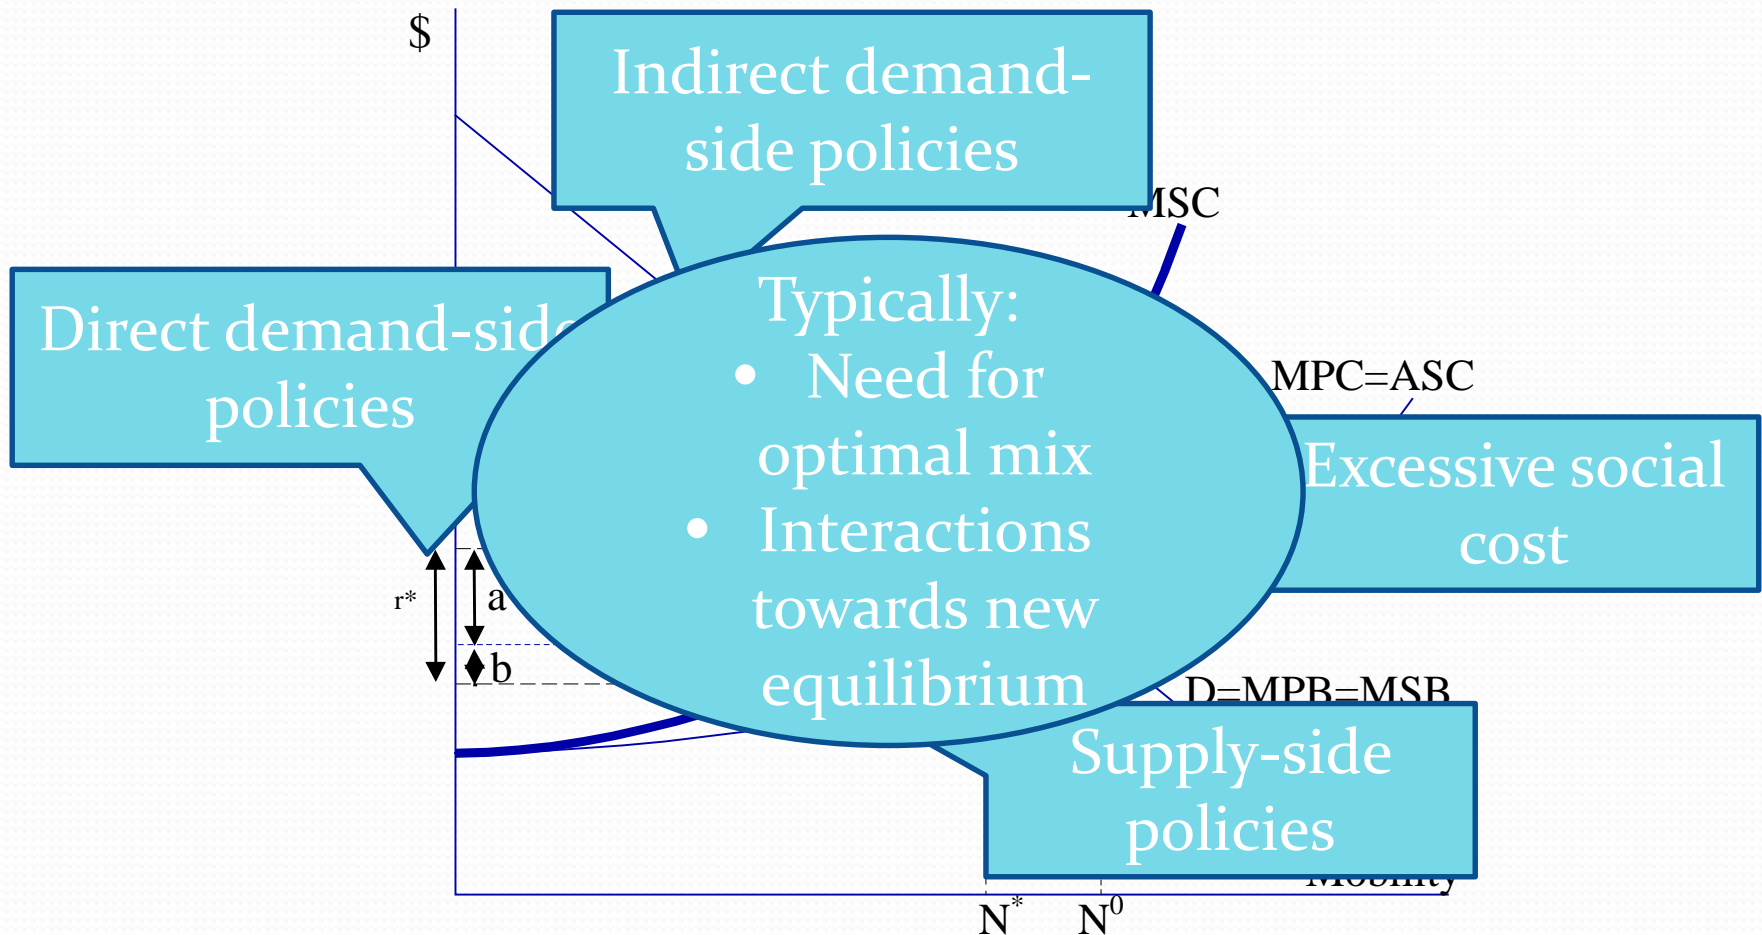 $
Indirect demand-
side policies
MSC
Direct demand-side
policies
Typically:
• Need for
optimal mix
• Interactions
towards new
equilibrium
MPC=ASC
Excessive social
cost
r*
a
b
D=MPB=MSB
Supply-side
policies
Mobility
N*
N⁰